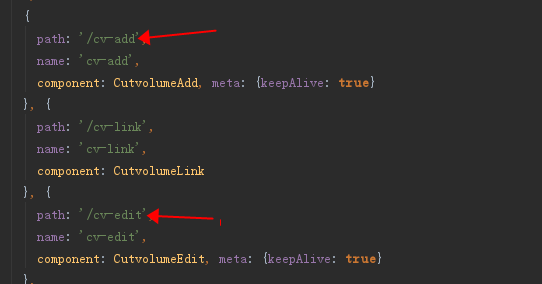 {
path: '/cv-add',
name: 'cv-add',
component: CutvolumeAdd, meta: {keepAlive: true}
}, {
path: '/cv-link',
name: 'cv-link',
component: CutvolumeLink
}, {
path: '/cv-edit',
name: 'cv-edit',
component: CutvolumeEdit, meta: {keepAlive: true}
},